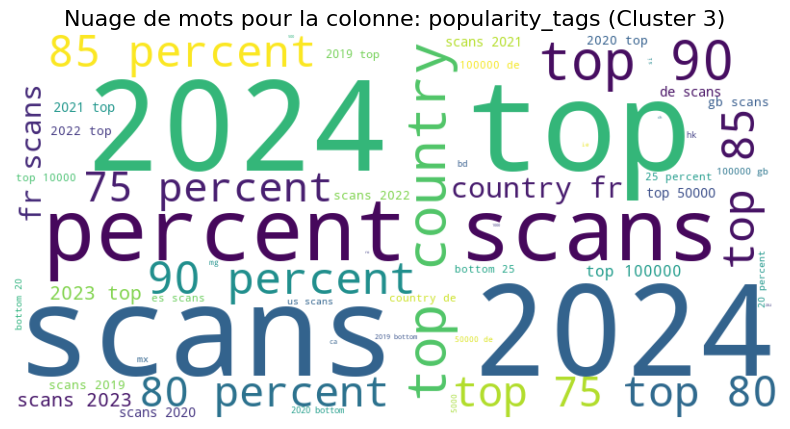 Nuage de mots pour la colonne: popularity_tags (Cluster 3)
85 percent
2019 top
scans 2021
2020 top
100000 de
top 90
de scans
gb scans
2024
top
2021 top
2022 top
fr scans
top country
top 85
hk
bd
25 percent
100000 gb
top 10000
75 percent
scans 2022
country fr
top 50000
percent
scans
mg
90 percent
bottom 25
top 100000
20 percent
bottom 20
2023 top
es scans
us scans
country de
scans
2024
2019 bottom
ca
50000 de
mx
scans 2019
80 percent
5000
top 75
top 80
scans 2023
scans 2020
2020 bottom